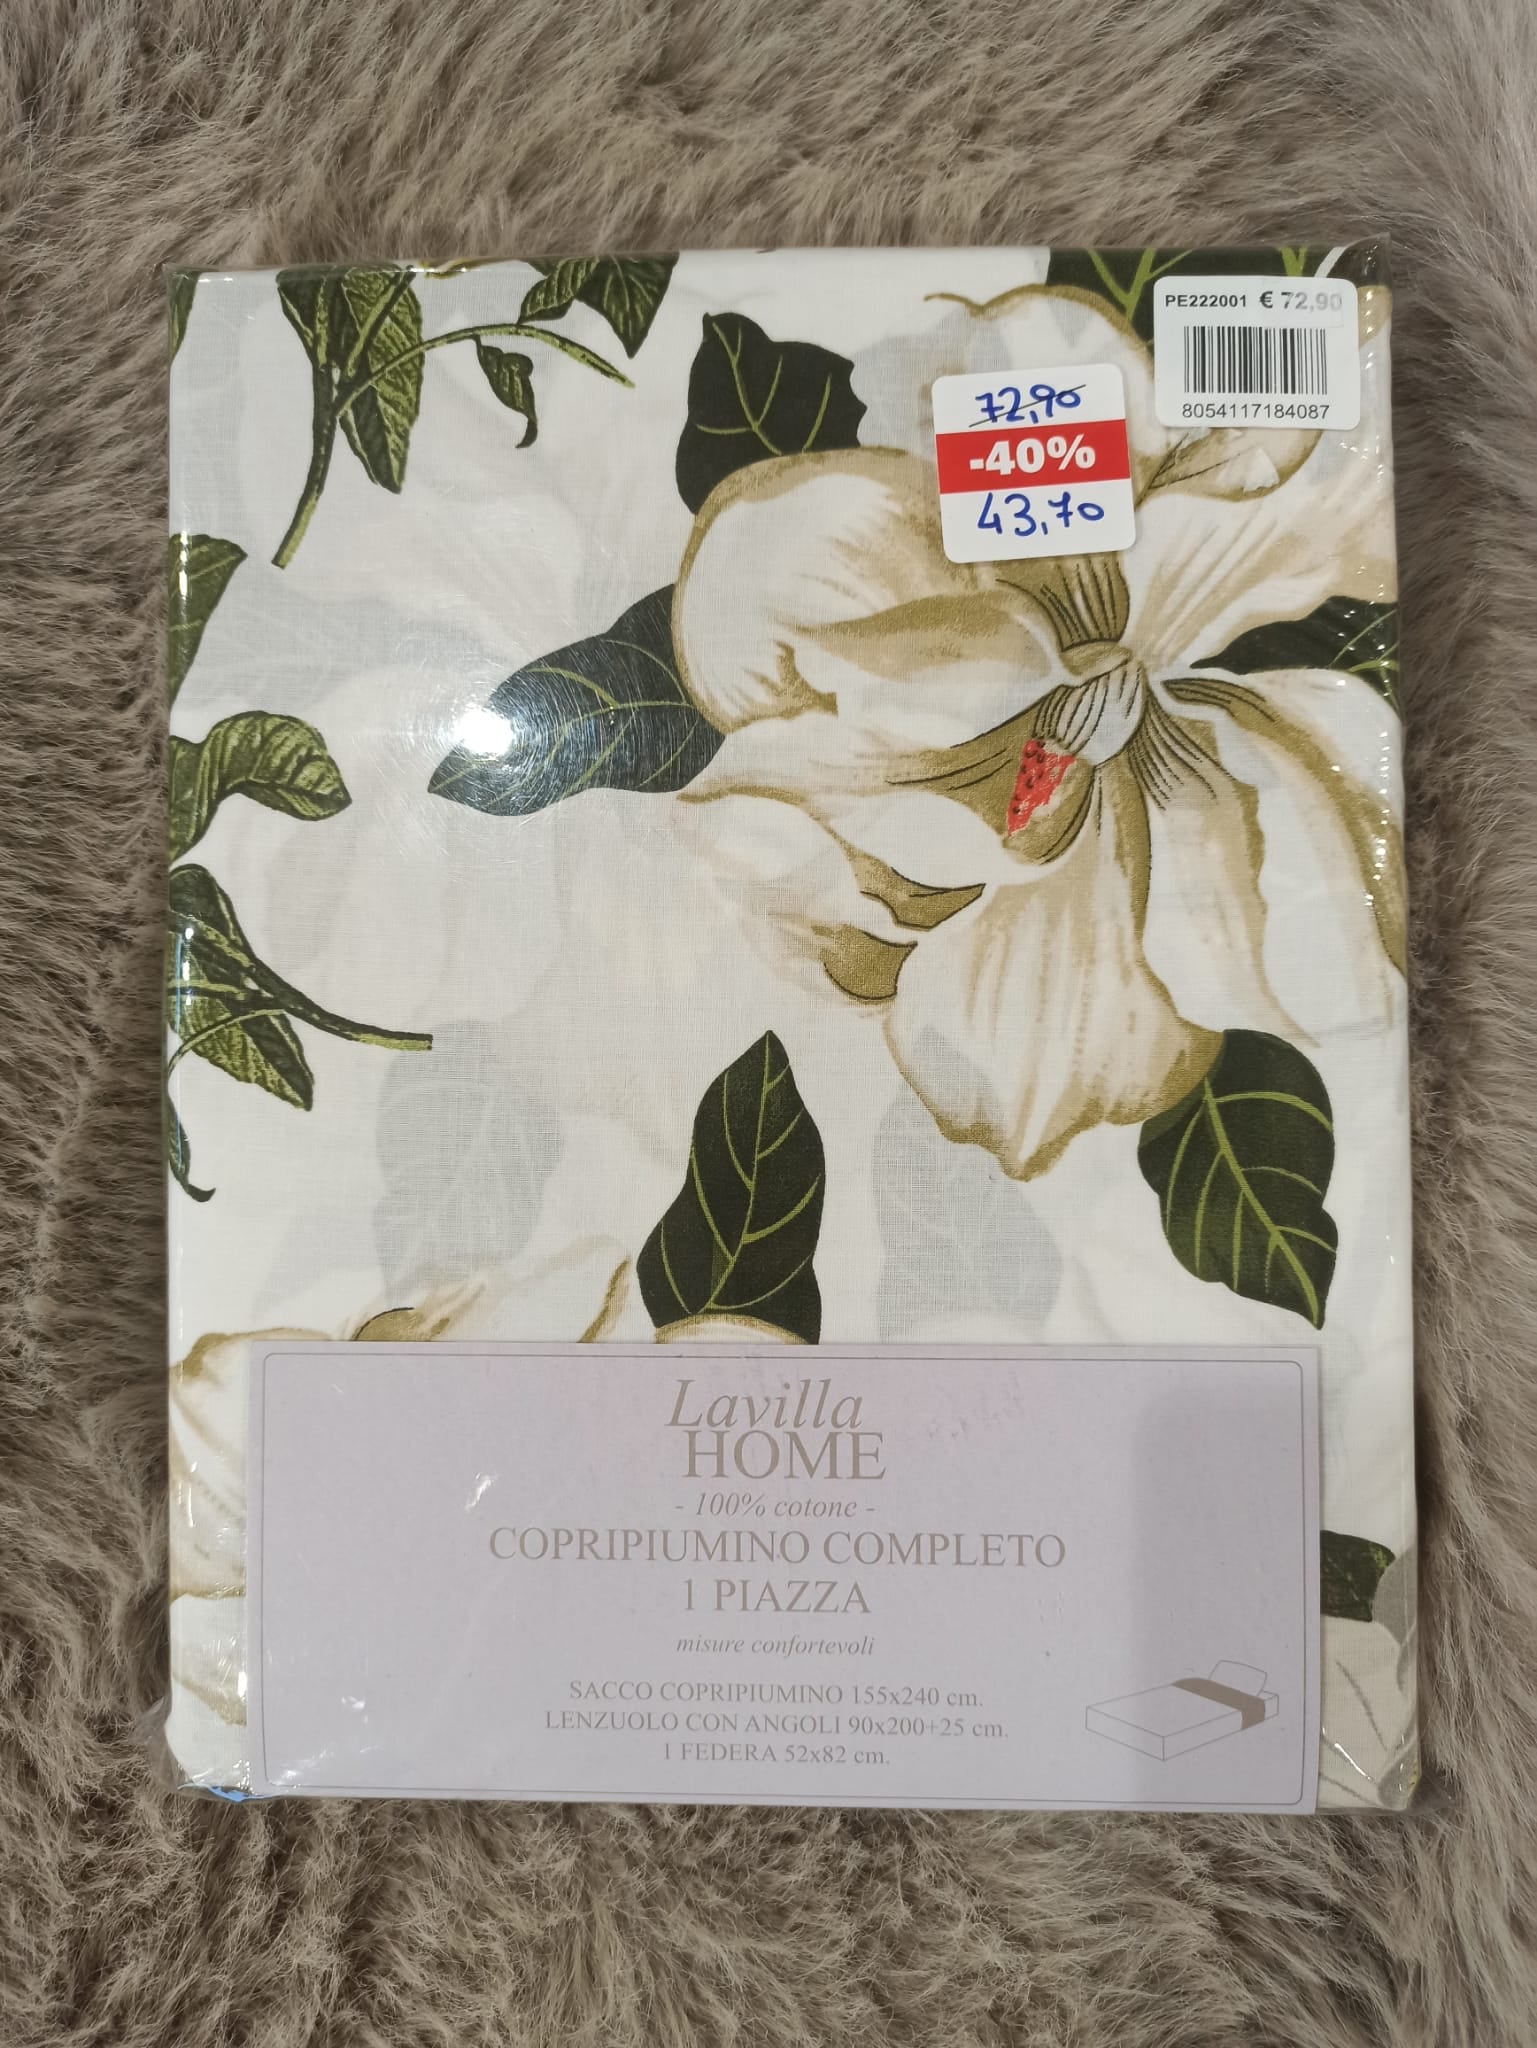 PE222001 € 72,90
8054117184087
72,90
-40%
43,70
Lavilla
HOME
- 100% cotone -
COPRIPIUMINO COMPLETO
1 PIAZZA
misure confortevoli
SACCO COPRIPIUMINO 155x240 cm.
LENZUOLO CON ANGOLI 90x200+25 cm.
1 FEDERA 52x82 cm.